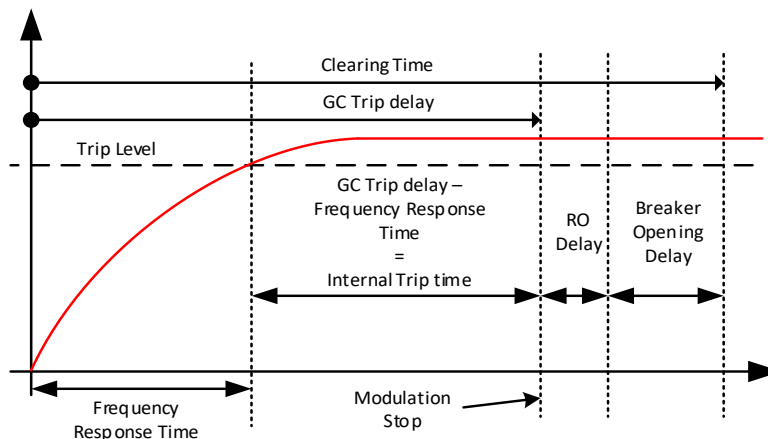 Clearing Time
GC Trip delay
Trip Level
GC Trip delay –
Frequency Response
Time
=
Internal Trip time
RO
Delay
Breaker
Opening
Delay
Frequency
Response Time
Modulation
Stop